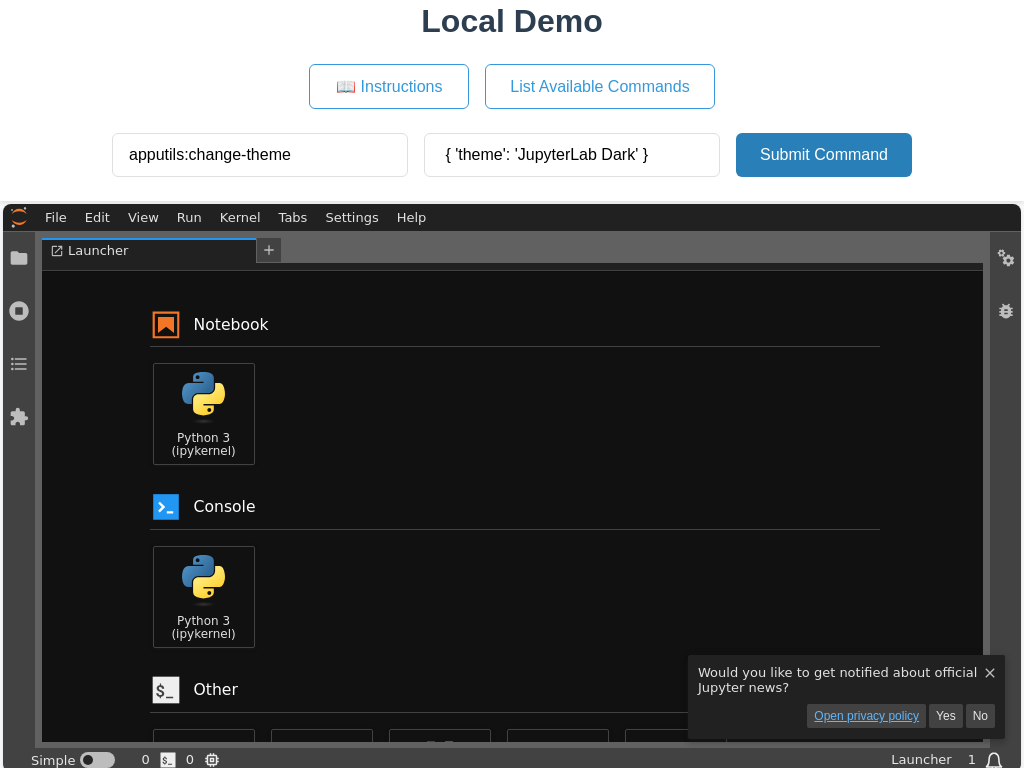 Local Demo
📖 Instructions
List Available Commands
apputils:change-theme
{ 'theme': 'JupyterLab Dark' }
Submit Command
File Edit View Run Kernel Tabs Settings Help
Launcher
Notebook
Python 3
(ipykernel)
Console
>_
Python 3
(ipykernel)
$_ Other
Would you like to get notified about official
Jupyter news?
Open privacy policy Yes No
Simple 0 $_ 0 Launcher 1